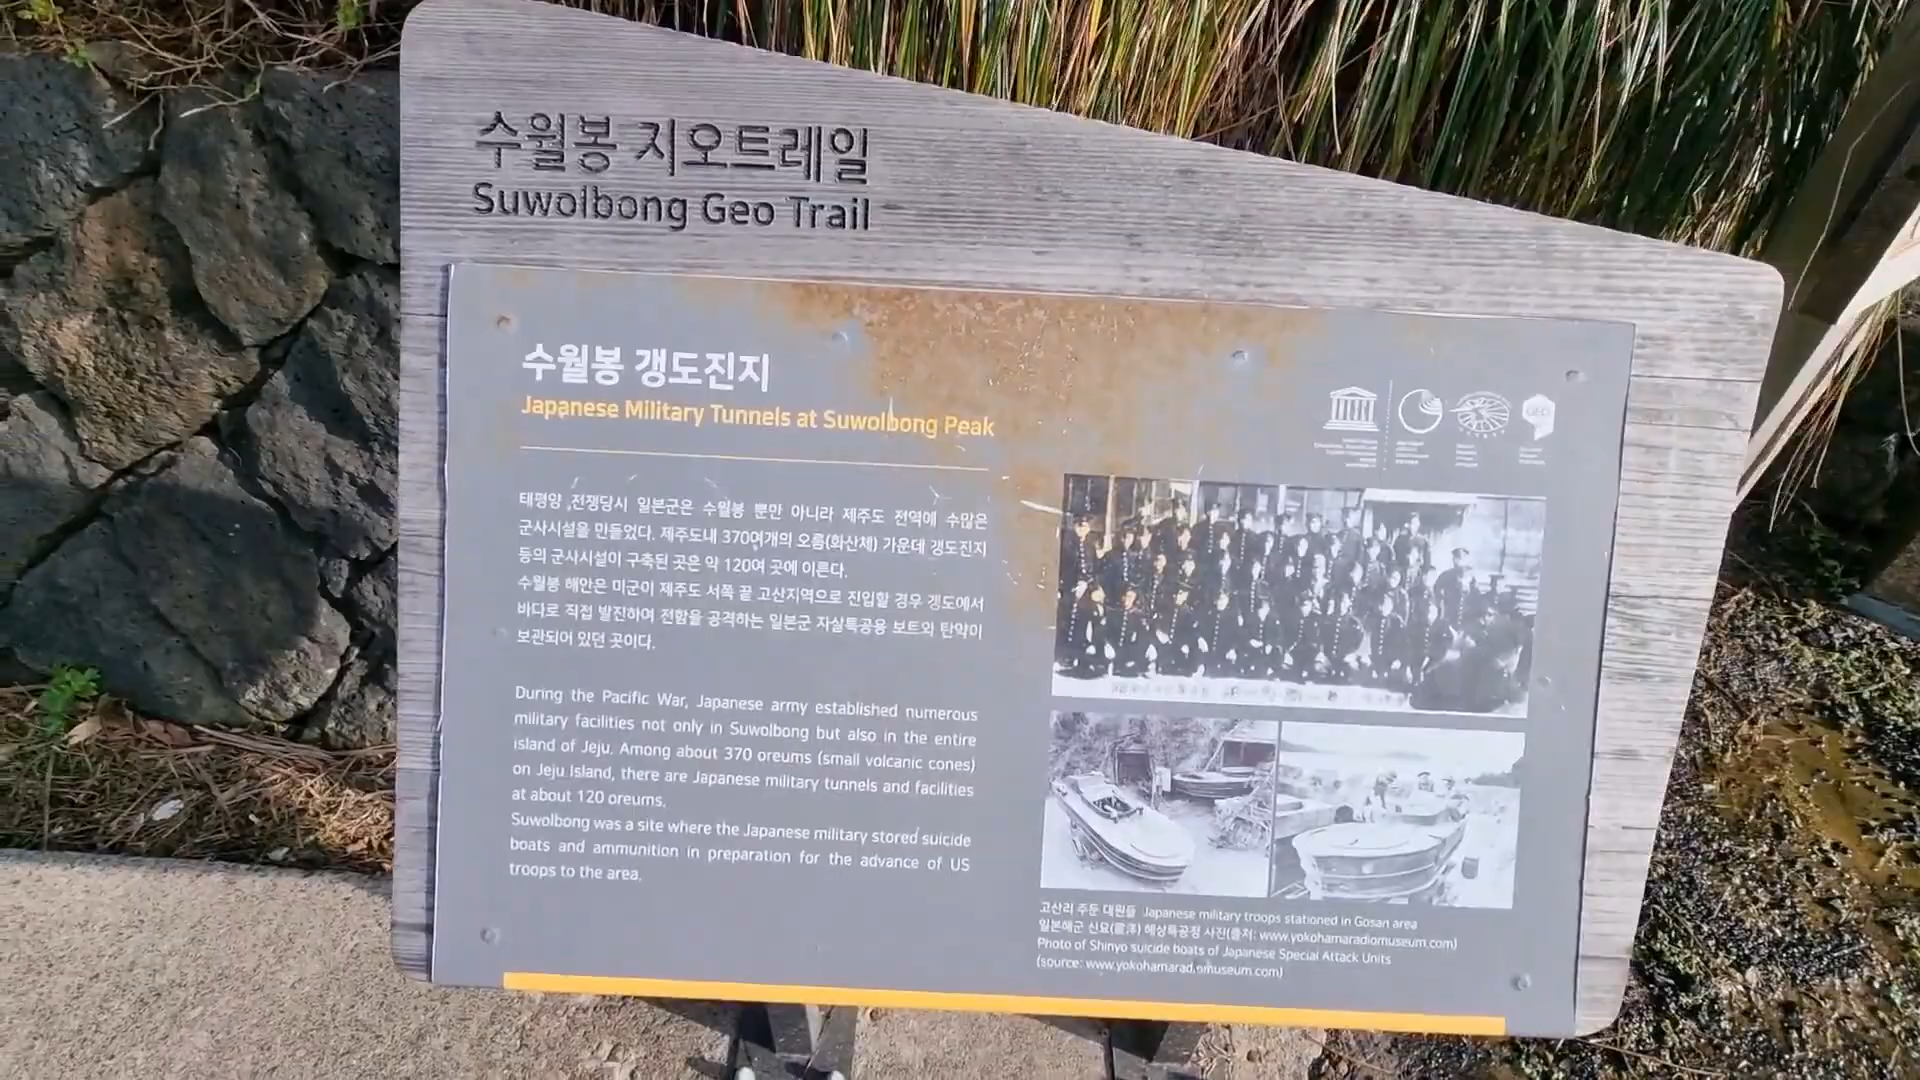 수월봉 지오트레일
Suwolbong Geo Trail
수월봉 갱도진지
Japanese Military Tunnels at Suwolbong Peak
태평양 전쟁당시 일본군은 수월봉 뿐만 아니라 제주도 전역에 수많은
군사시설을 만들었다. 제주도내 370여개의 오름(화산체) 가운데 갱도진지
등의 군사시설이 구축된 곳은 약 120여 곳에 이른다.
수월봉 해안은 미군이 제주도 서쪽 끝 고산지역으로 진입할 경우 갱도에서
바다로 직접 발진하여 전함을 공격하는 일본군 자살특공용 보트와 탄약이
보관되어 있던 곳이다.
During the Pacific War, Japanese army established numerous
military facilities not only in Suwolbong but also in the entire
island of Jeju. Among about 370 oreums (small volcanic cones)
on Jeju Island, there are Japanese military tunnels and facilities
at about 120 oreums.
Suwolbong was a site where the Japanese military stored suicide
boats and ammunition in preparation for the advance of US
troops to the area.
GEO
고산리 주둔 대원들 Japanese military troops stationed in Gosan area
일본해군 신요(震洋) 해상특공정 사진(출처: www.yokohamaradiomuseum.com)
Photo of Shinyo suicide boats of Japanese Special Attack Units
(source: www.yokohamaradiomuseum.com)